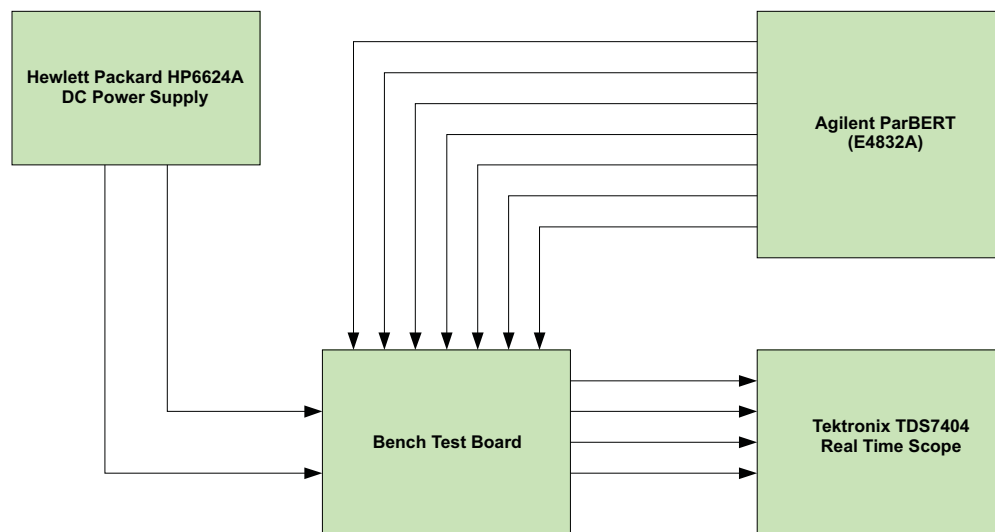 Hewlett Packard HP6624A
DC Power Supply
Agilent ParBERT
(E4832A)
Bench Test Board
Tektronix TDS7404
Real Time Scope